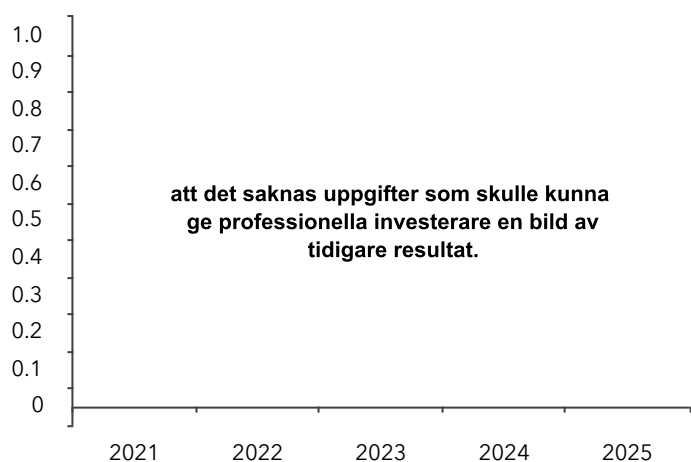 1.0
0.9
0.8
0.7
0.6
0.5
0.4
0.3
0.2
0.1
0
att det saknas uppgifter som skulle kunna
ge professionella investerare en bild av
tidigare resultat.
2021 2022 2023 2024 2025